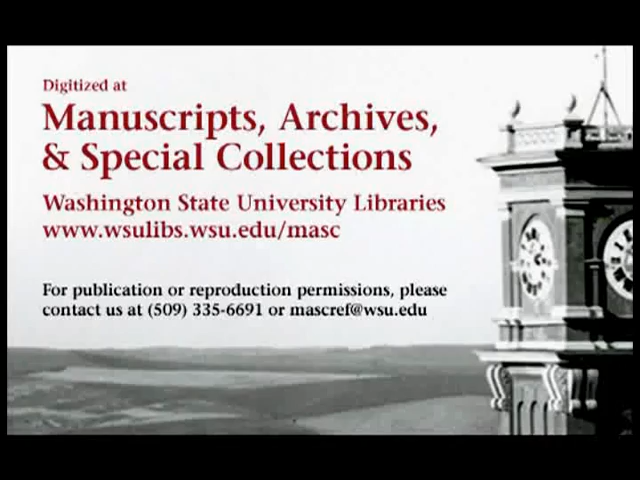 Digitized at
Manuscripts, Archives,
& Special Collections
Washington State University Libraries
www.wsulibs.wsu.edu/masc
For publication or reproduction permissions, please
contact us at (509) 335-6691 or mascref@wsu.edu